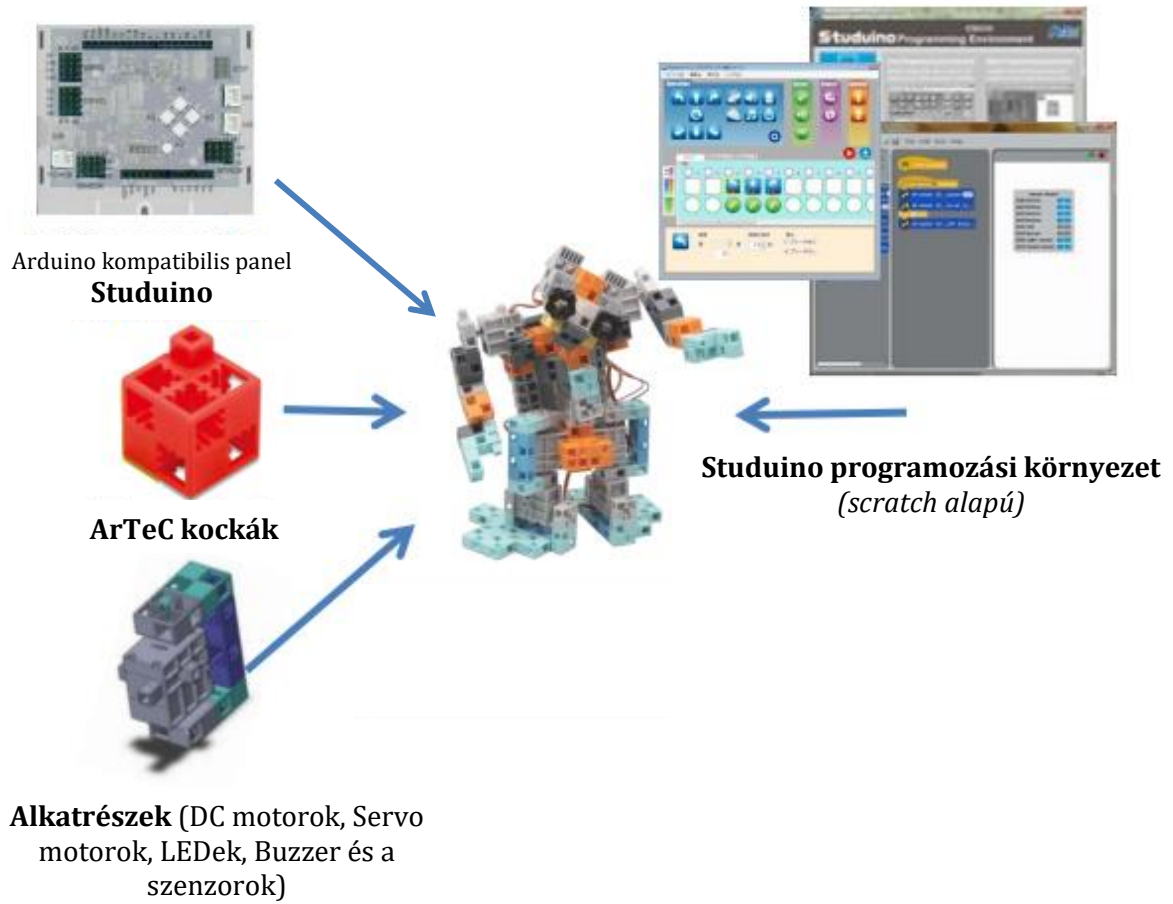 Studuino Programming Environment
Arduino kompatibilis panel
Studuino
ArTeC kockák
Studuino programozási környezet
(scratch alapú)
Alkatrészek (DC motorok, Servo
motorok, LEDek, Buzzer és a
szenzorok)